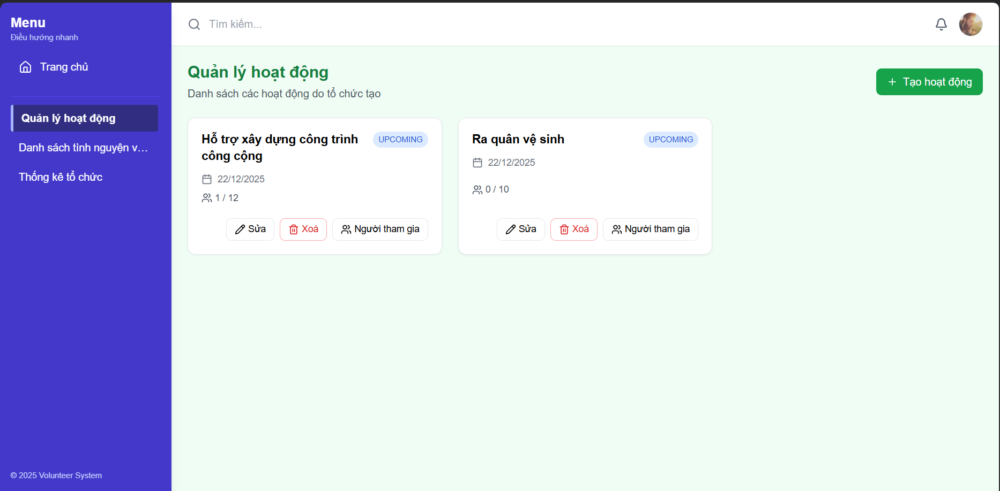 Menu
Điều hướng nhanh
Trang chủ
Quản lý hoạt động
Danh sách tình nguyện v...
Thống kê tổ chức
© 2025 Volunteer System
Tìm kiếm...
Quản lý hoạt động
Danh sách các hoạt động do tổ chức tạo
+ Tạo hoạt động
Hỗ trợ xây dựng công trình
công cộng
UPCOMING
22/12/2025
1 / 12
Sửa
Xoá
Người tham gia
Ra quân vệ sinh
UPCOMING
22/12/2025
0 / 10
Sửa
Xoá
Người tham gia